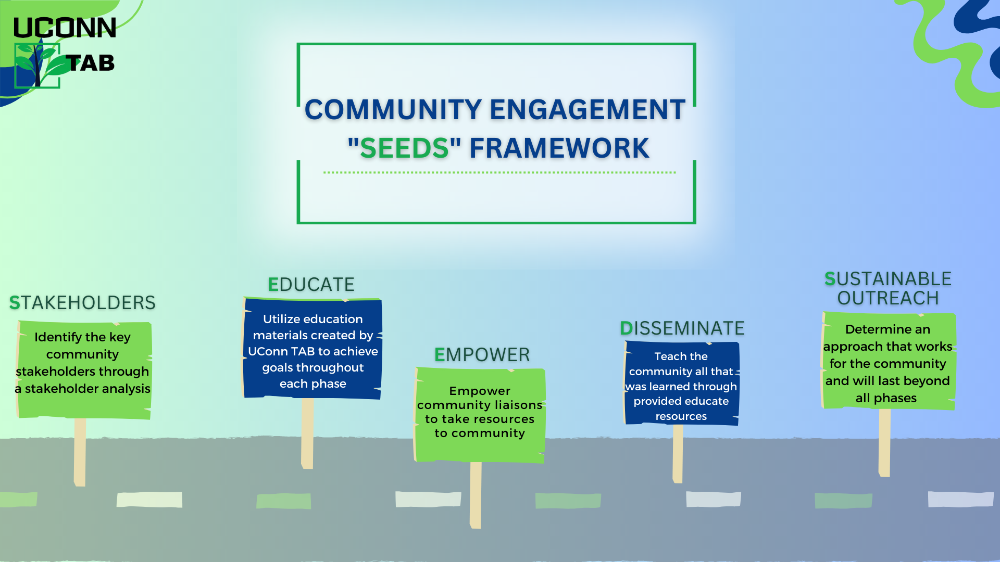 UCONN
TAB
COMMUNITY ENGAGEMENT
"SEEDS" FRAMEWORK
STAKEHOLDERS
Identify the key
community
stakeholders through
a stakeholder analysis
EDUCATE
Utilize education
materials created by
UConn TAB to achieve
goals throughout
each phase
EMPOWER
Empower
community liaisons
to take resources
to community
DISSEMINATE
Teach the
community all that
was learned through
provided educate
resources
SUSTAINABLE
OUTREACH
Determine an
approach that works
for the community
and will last beyond
all phases